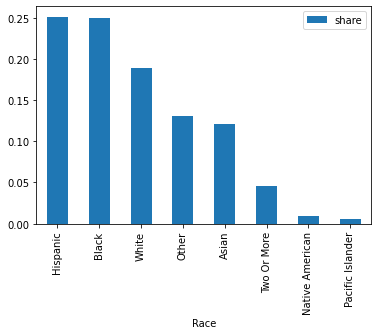 0.25
0.20
0.15
0.10
0.05
0.00
share
Hispanic
Black
White
Other
Asian
Two Or More
Native American
Pacific Islander
Race